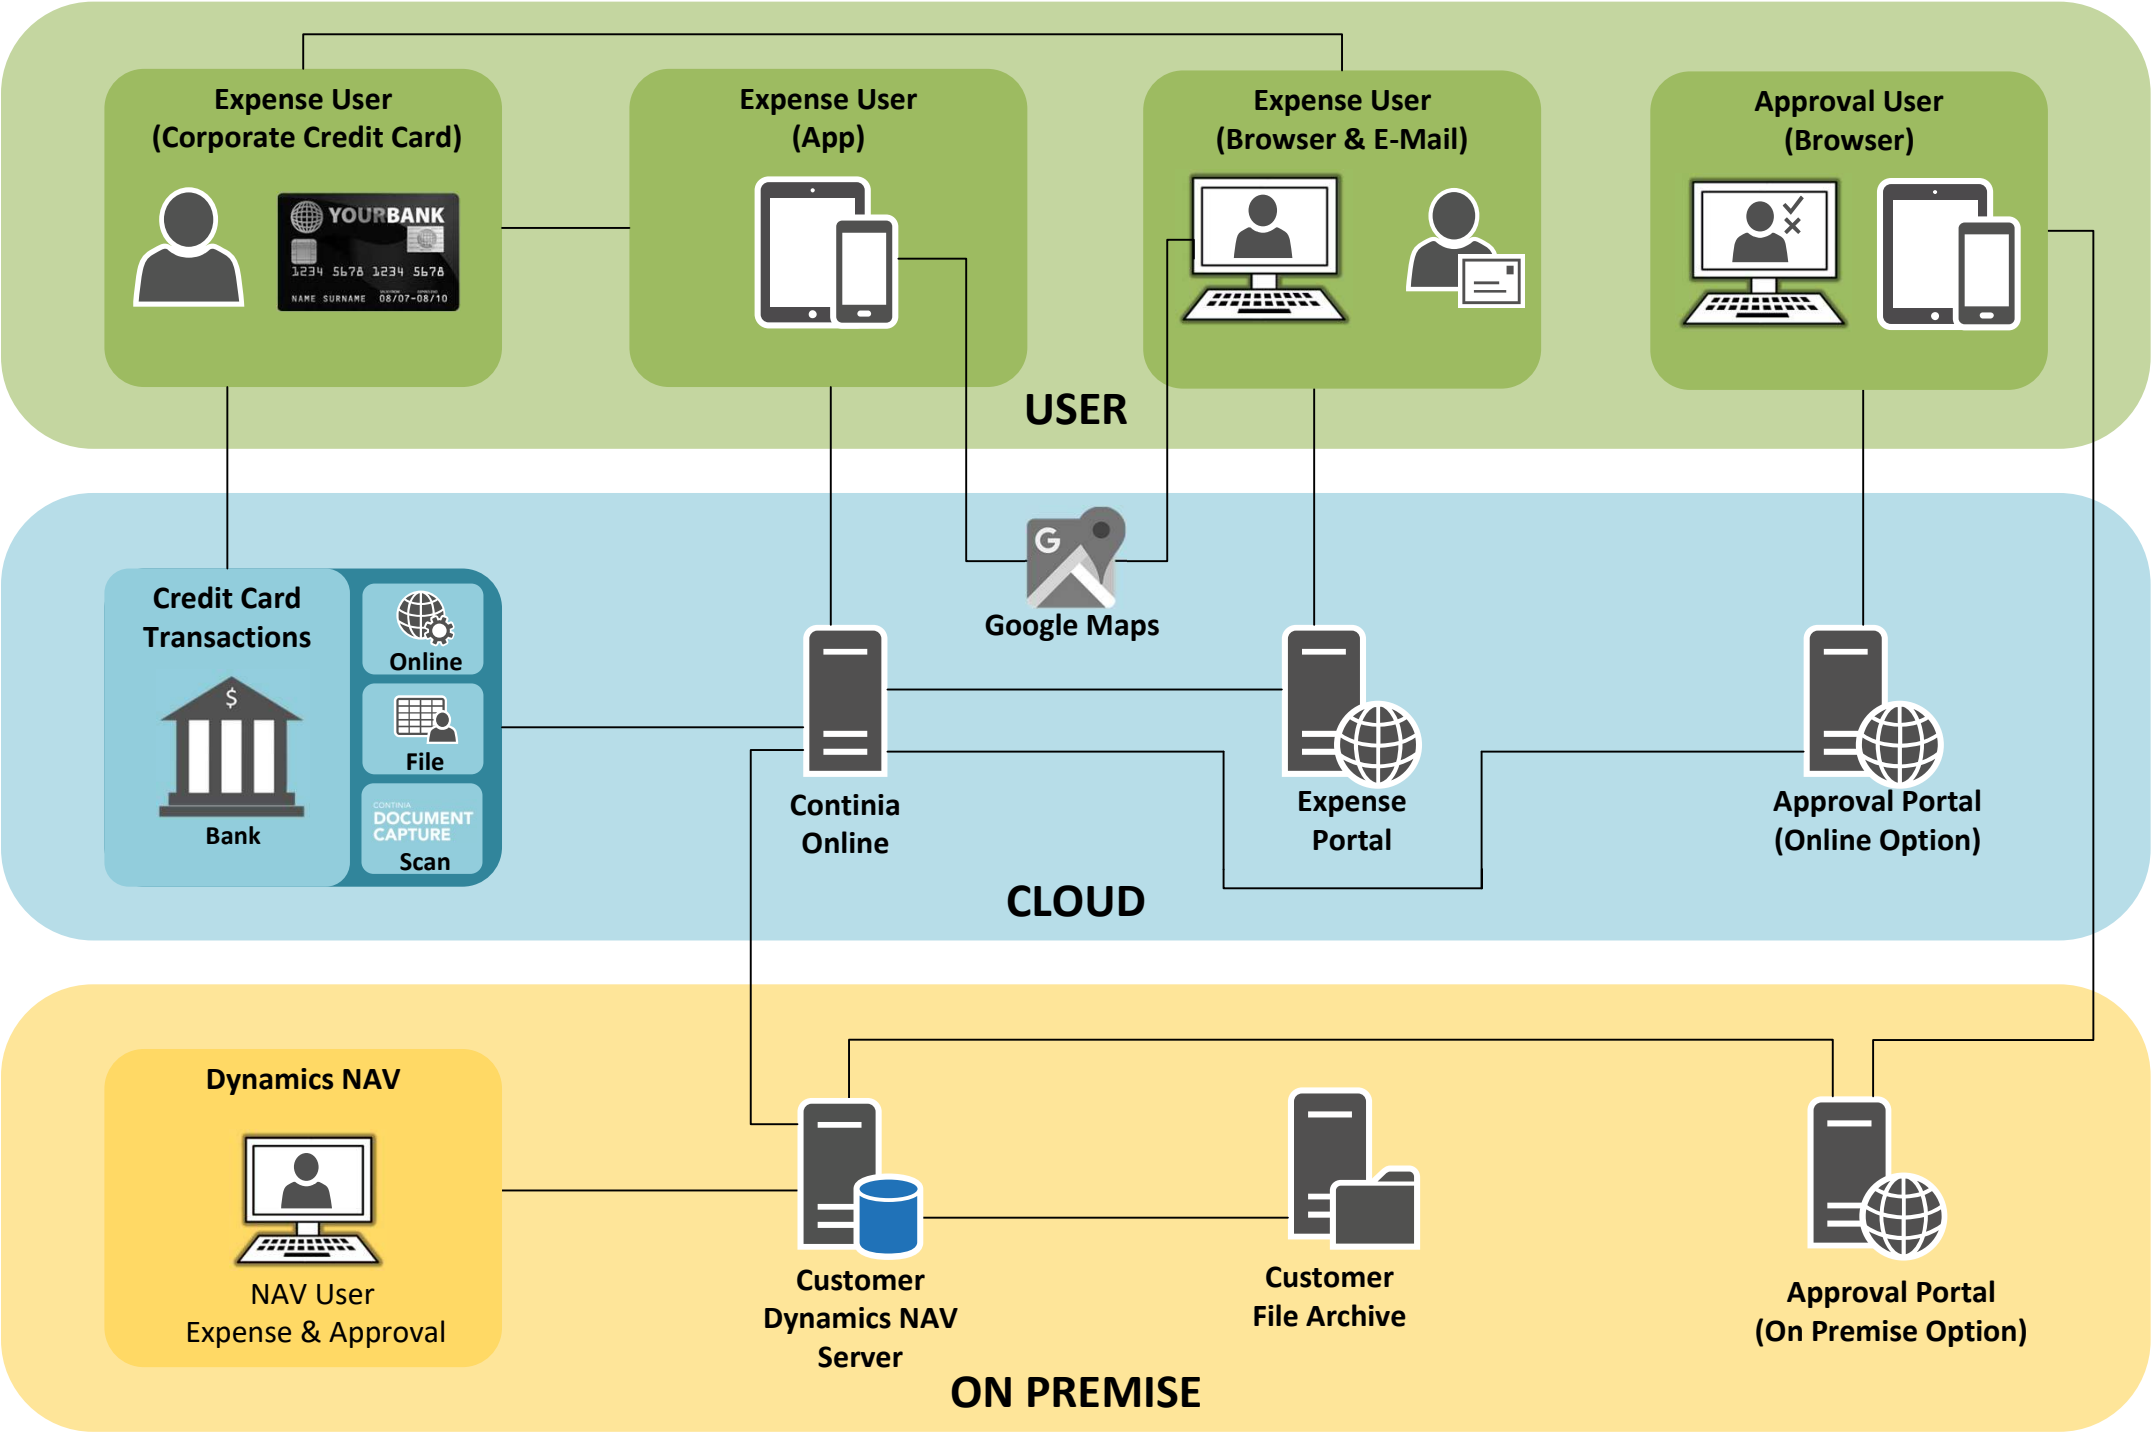 Expense User
(Corporate Credit Card)
YOURBANK
1234 5678 1234 5678
NAME SURNAME 08/07-08/10
Expense User
(App)
Expense User
(Browser & E-Mail)
Approval User
(Browser)
USER
Credit Card
Transactions
$
Bank
Online
File
CONTINIA
DOCUMENT
CAPTURE
Scan
G
Google Maps
Continia
Online
Expense
Portal
Approval Portal
(Online Option)
CLOUD
Dynamics NAV
NAV User
Expense & Approval
Customer
Dynamics NAV
Server
Customer
File Archive
Approval Portal
(On Premise Option)
ON PREMISE